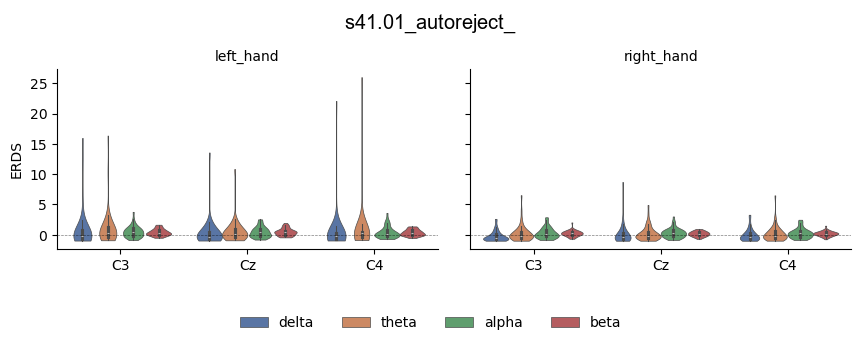 s41.01_autoreject_
left_hand
right_hand
ERDS
25
20
15
10
5
0
C3
Cz
C4
C3
Cz
C4
delta
theta
alpha
beta